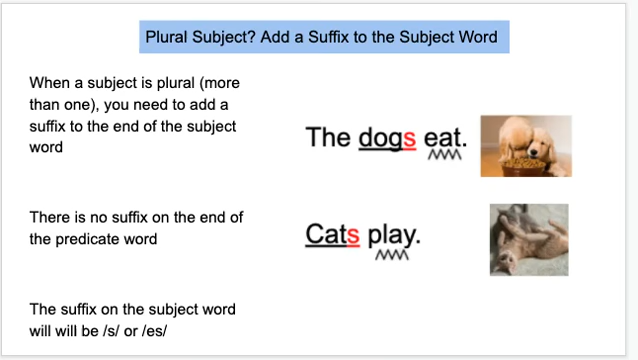 Plural Subject? Add a Suffix to the Subject Word
When a subject is plural (more
than one), you need to add a
suffix to the end of the subject
word
The dogs eat.
There is no suffix on the end of
the predicate word
Cats play.
The suffix on the subject word
will will be /s/ or /es/